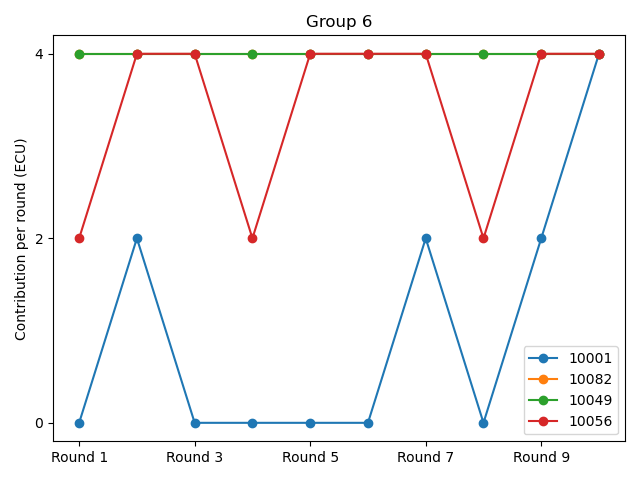 Group 6
Contribution per round (ECU)
4
2
0
Round 1
Round 3
Round 5
Round 7
Round 9
10001
10082
10049
10056